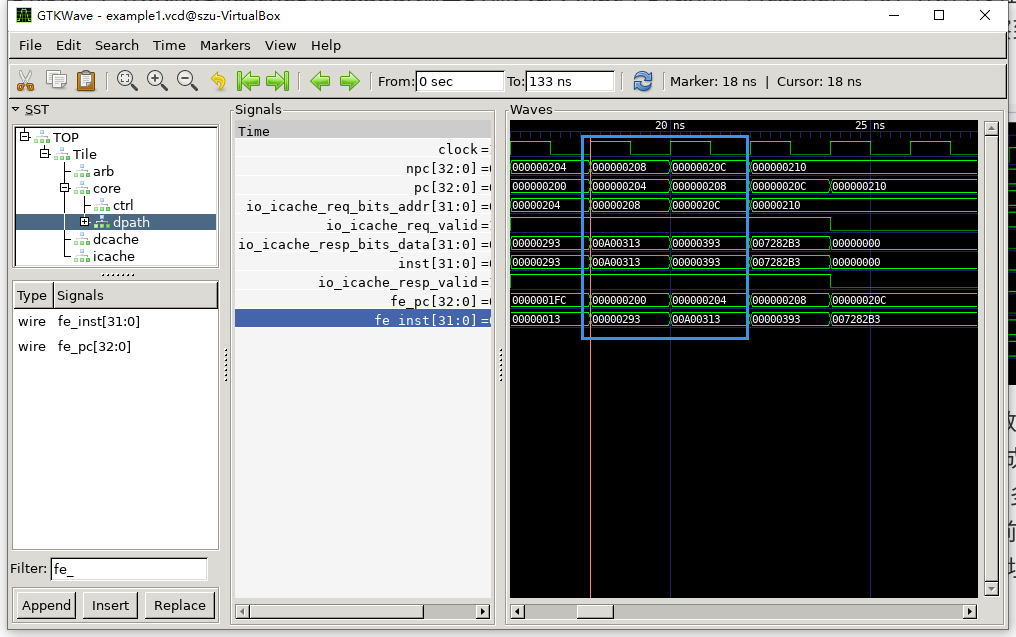 GTKWave - example1.vcd@szu-VirtualBox
File Edit Search Time Markers View Help
From: 0 sec To: 133 ns Marker: 18 ns | Cursor: 18 ns
SST
TOP
Tile
arb
core
ctrl
dpath
dcache
icache
Type Signals
wire fe_inst[31:0]
wire fe_pc[32:0]
Filter: fe_
Append Insert Replace
Signals
Time
clock =
npc[32:0] =
pc[32:0] =
io_icache_req_bits_addr[31:0] =
io_icache_req_valid =
io_icache_resp_bits_data[31:0] =
inst[31:0] =
io_icache_resp_valid =
fe_pc[32:0] =
fe_inst[31:0] =
Waves
20 ns 25 ns
000000204 000000208 00000020C 000000210
000000200 000000204 000000208 00000020C 000000210
00000204 00000208 0000020C 00000210
00000293 00A00313 00000393 007282B3 00000000
00000293 00A00313 00000393 007282B3 00000000
0000001FC 000000200 000000204 000000208 00000020C
00000013 00000293 00A00313 00000393 007282B3